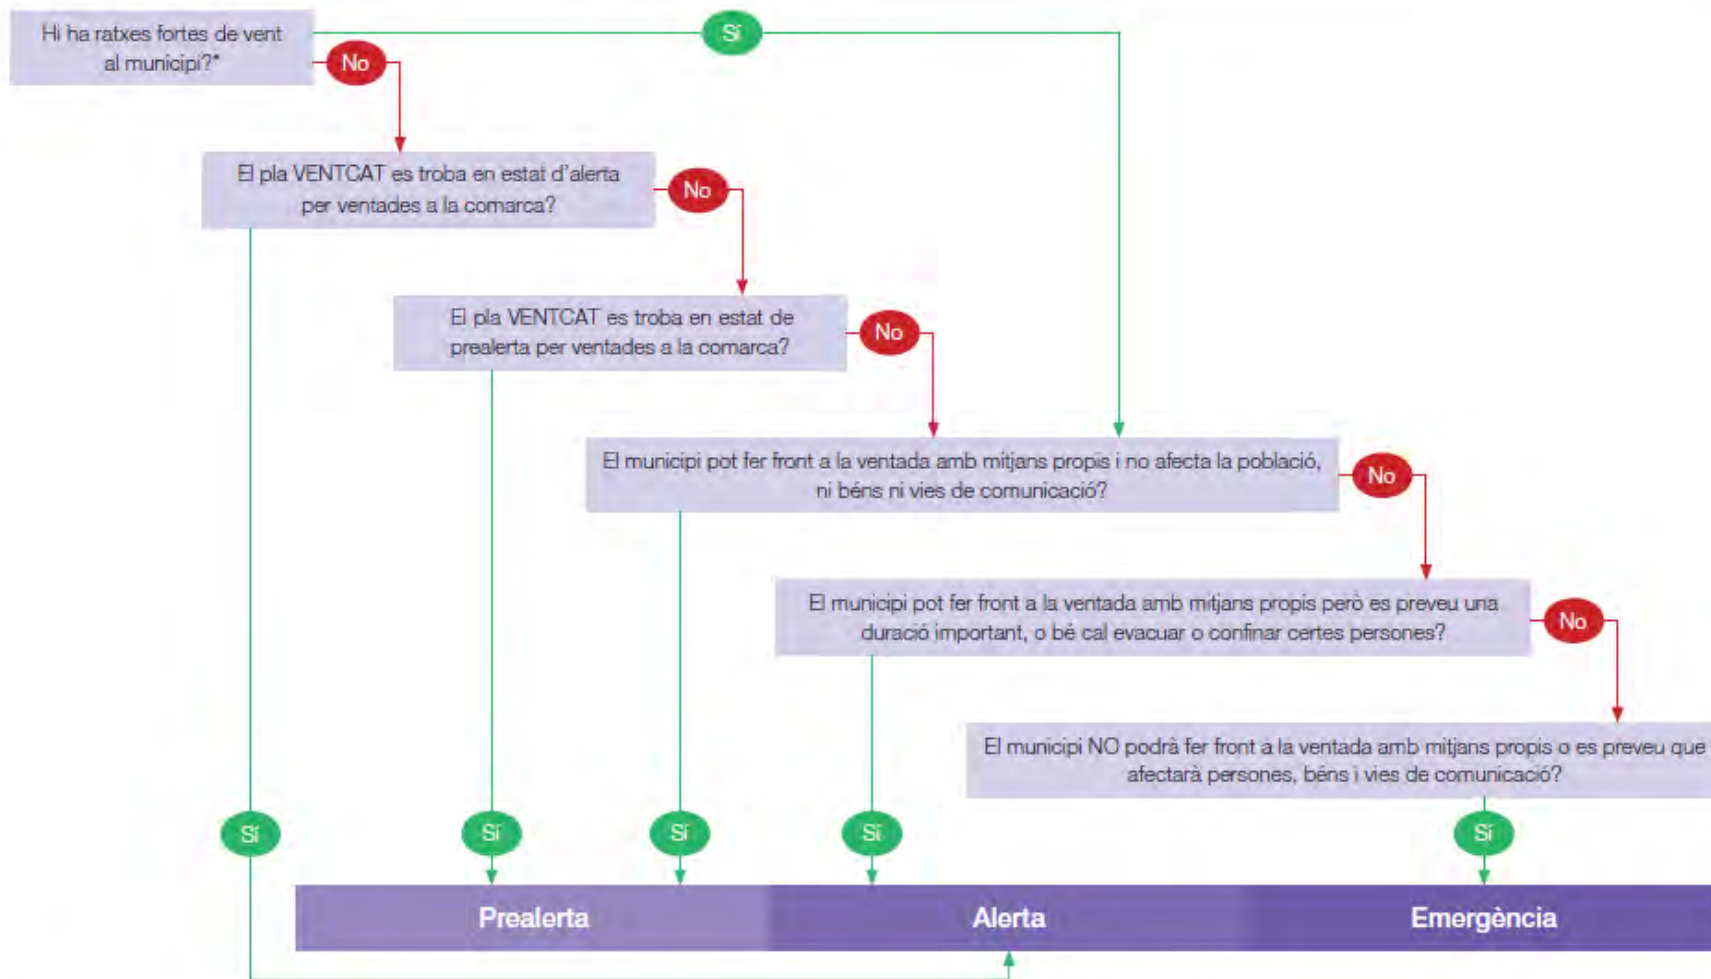 Hi ha ratxes fortes de vent
al municipi?*
Sí
No
El pla VENTCAT es troba en estat d'alerta
per ventades a la comarca?
No
El pla VENTCAT es troba en estat de
prealerta per ventades a la comarca?
No
El municipi pot fer front a la ventada amb mitjans propis i no afecta la població,
ni béns ni vies de comunicació?
No
El municipi pot fer front a la ventada amb mitjans propis però es preveu una
duració important, o bé cal evacuar o confinar certes persones?
No
El municipi NO podrà fer front a la ventada amb mitjans propis o es preveu que
afectarà persones, béns i vies de comunicació?
Sí
Sí
Sí
Sí
Sí
Prealerta
Alerta
Emergència